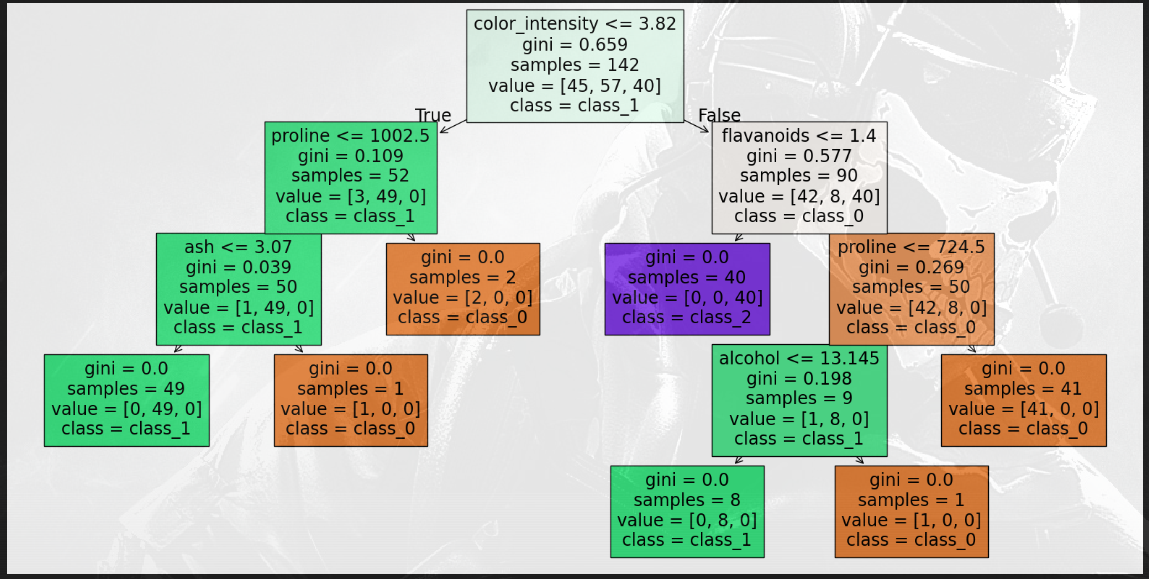 color_intensity <= 3.82
gini = 0.659
samples = 142
value = [45, 57, 40]
class = class_1
True
False
proline <= 1002.5
gini = 0.109
samples = 52
value = [3, 49, 0]
class = class_1
flavanoids <= 1.4
gini = 0.577
samples = 90
value = [42, 8, 40]
class = class_0
ash <= 3.07
gini = 0.039
samples = 50
value = [1, 49, 0]
class = class_1
gini = 0.0
samples = 2
value = [2, 0, 0]
class = class_0
gini = 0.0
samples = 40
value = [0, 0, 40]
class = class_2
proline <= 724.5
gini = 0.269
samples = 50
value = [42, 8, 0]
class = class_0
gini = 0.0
samples = 49
value = [0, 49, 0]
class = class_1
gini = 0.0
samples = 1
value = [1, 0, 0]
class = class_0
alcohol <= 13.145
gini = 0.198
samples = 9
value = [1, 8, 0]
class = class_1
gini = 0.0
samples = 41
value = [41, 0, 0]
class = class_0
gini = 0.0
samples = 8
value = [0, 8, 0]
class = class_1
gini = 0.0
samples = 1
value = [1, 0, 0]
class = class_0